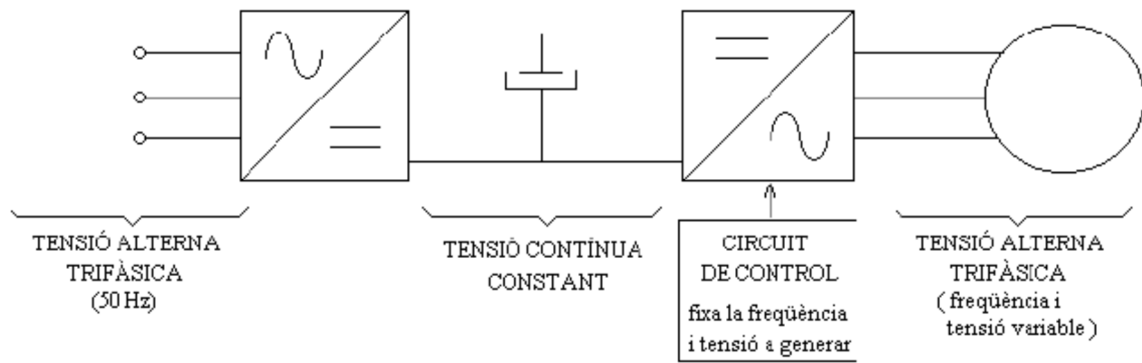 TENSIÓ ALTERNA
TRIFÀSICA
(50 Hz)
TENSIÓ CONTÍNUA
CONSTANT
CIRCUIT
DE CONTROL
fixa la freqüència
i tensió a generar
TENSIÓ ALTERNA
TRIFÀSICA
( freqüència i
tensió variable )